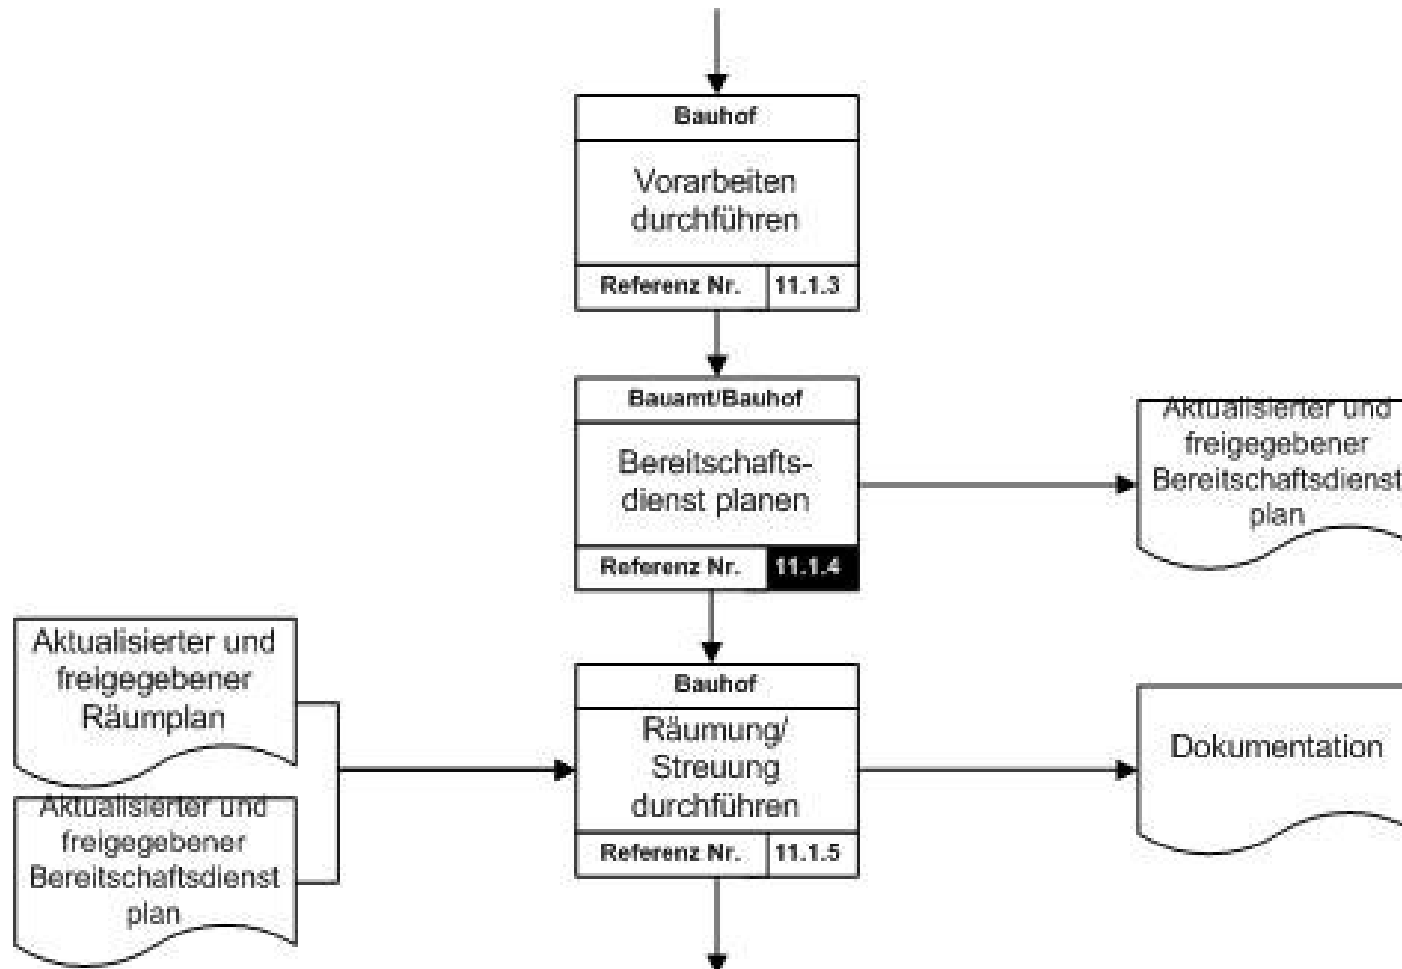 Bauhof
Vorarbeiten
durchführen
Referenz Nr. 11.1.3
Bauamt/Bauhof
Bereitschafts-
dienst planen
Referenz Nr. 11.1.4
Aktualisierter und
freigegebener
Bereitschaftsdienst
plan
Aktualisierter und
freigegebener
Räumplan
Aktualisierter und
freigegebener
Bereitschaftsdienst
plan
Bauhof
Räumung/
Streuung
durchführen
Referenz Nr. 11.1.5
Dokumentation